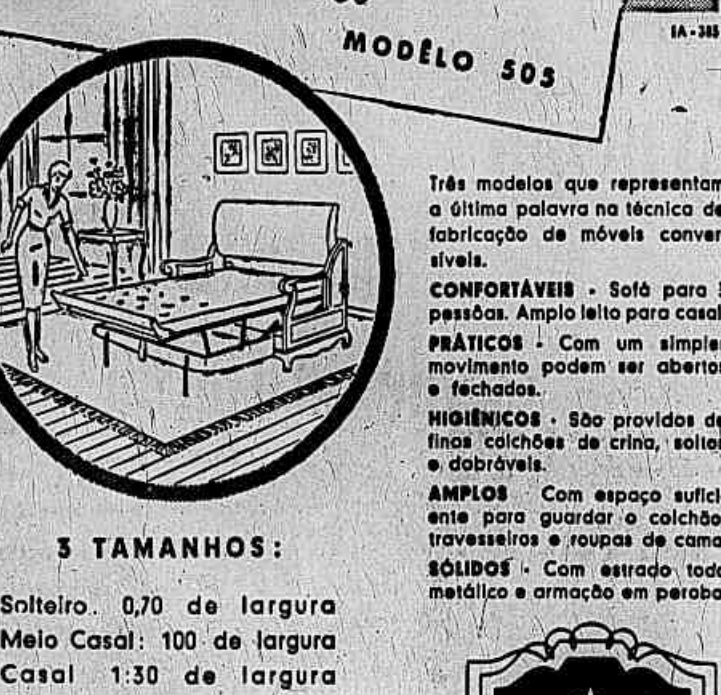 MODÊLO 505
IA-385
Três modelos que representam
a última palavra na técnica de
fabricação de móveis conver
síveis.
CONFORTÁVEIS - Sofá para 3
pessôas. Amplo leito para casal
PRÁTICOS - Com um simples
movimento podem ser abertos
e fechados.
HIGIÊNICOS - São providos de
finos colchões de crina, soltos
e dobráveis.
AMPLOS Com espaço sufici
ente para guardar o colchão
travesseiros e roupas de cama
SÓLIDOS - Com estrado todo
metálico e armação em peroba
3 TAMANHOS:
Solteiro. 0,70 de largura
Meio Casal: 100 de largura
Casal 1:30 de largura